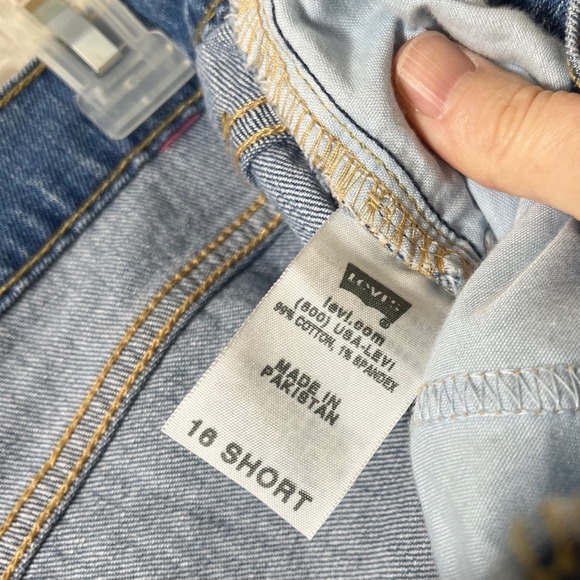 LEVI'S
levi.com
(800) USA-LEVI
99% COTTON, 1% SPANDEX
MADE IN
PAKISTAN
16 SHORT